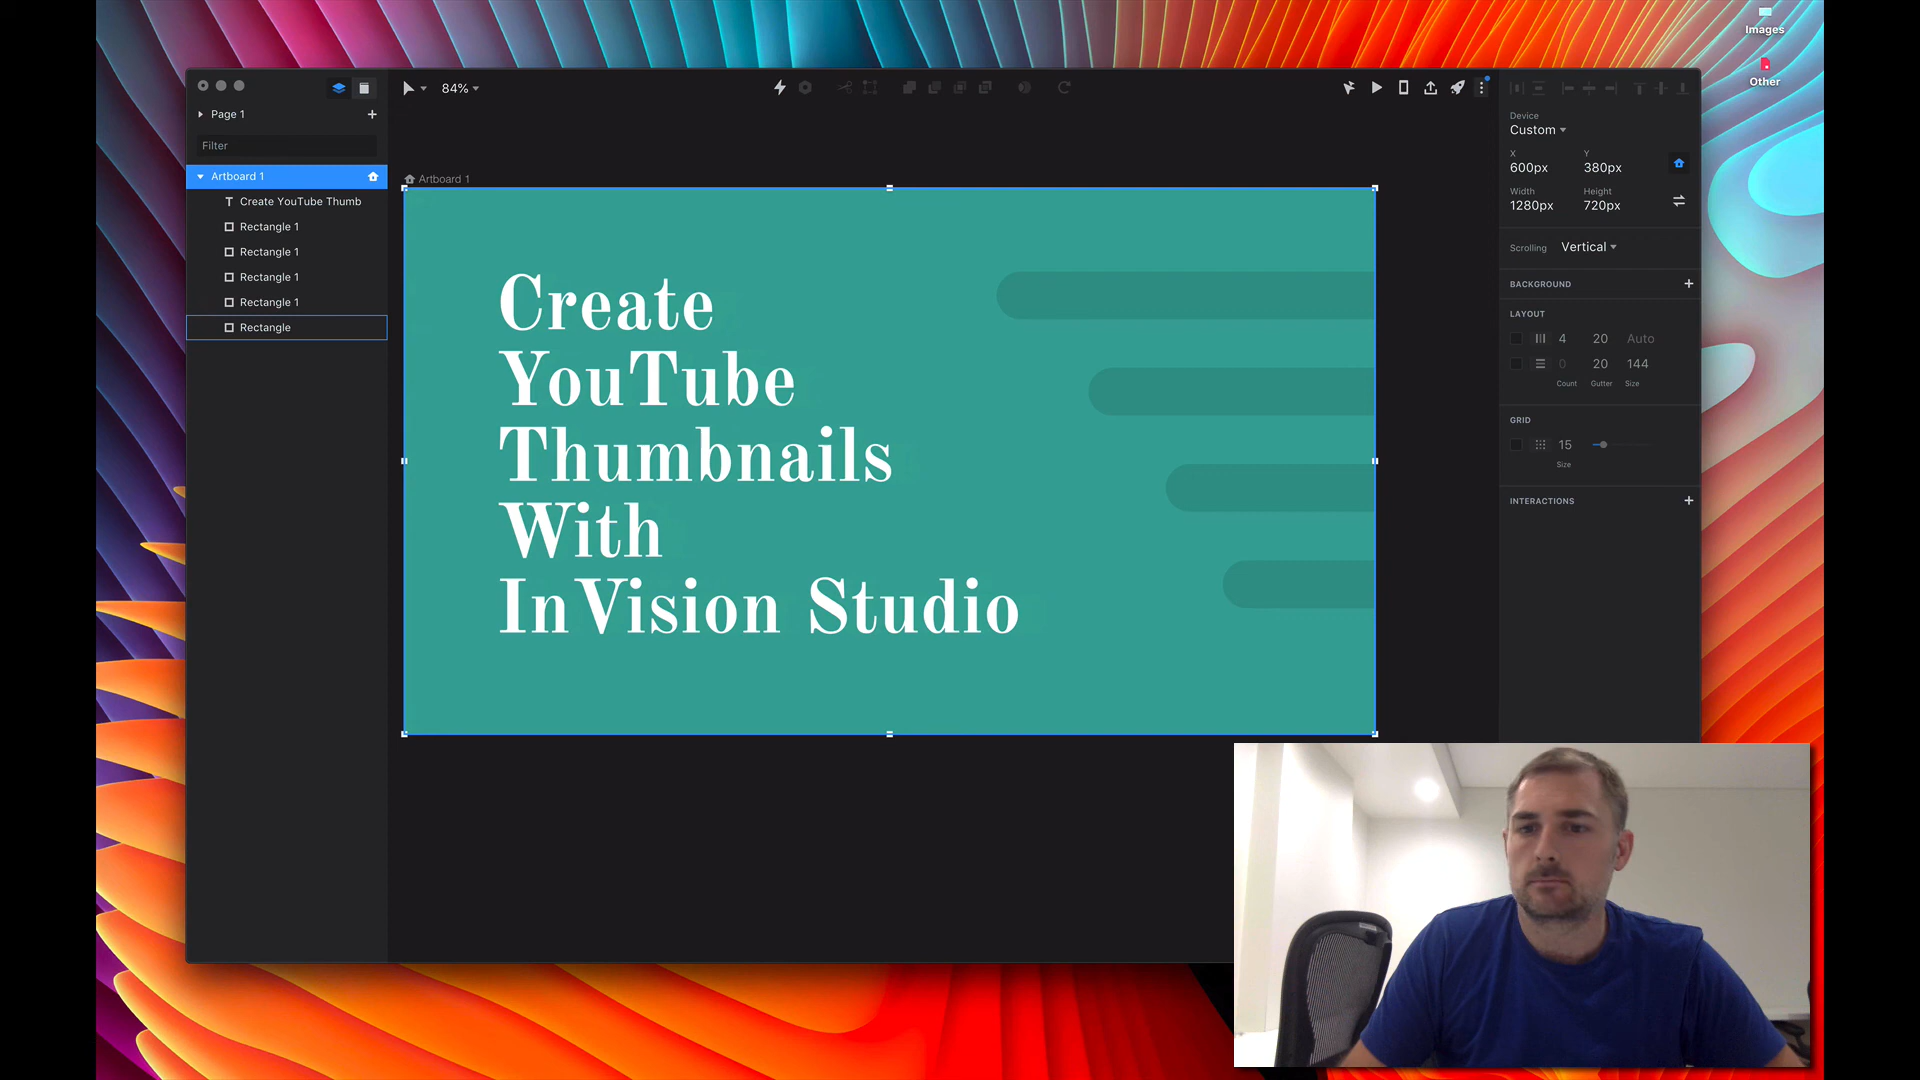 Images
Other
84%
Page 1
Filter
Artboard 1
Create YouTube Thumb
Rectangle 1
Rectangle 1
Rectangle 1
Rectangle 1
Rectangle
Artboard 1
Create
YouTube
Thumbnails
With
InVision Studio
Device
Custom
X Y
600px 380px
Width Height
1280px 720px
Scrolling Vertical
BACKGROUND
LAYOUT
4 20 Auto
0 20 144
Count Gutter Size
GRID
15
Size
INTERACTIONS